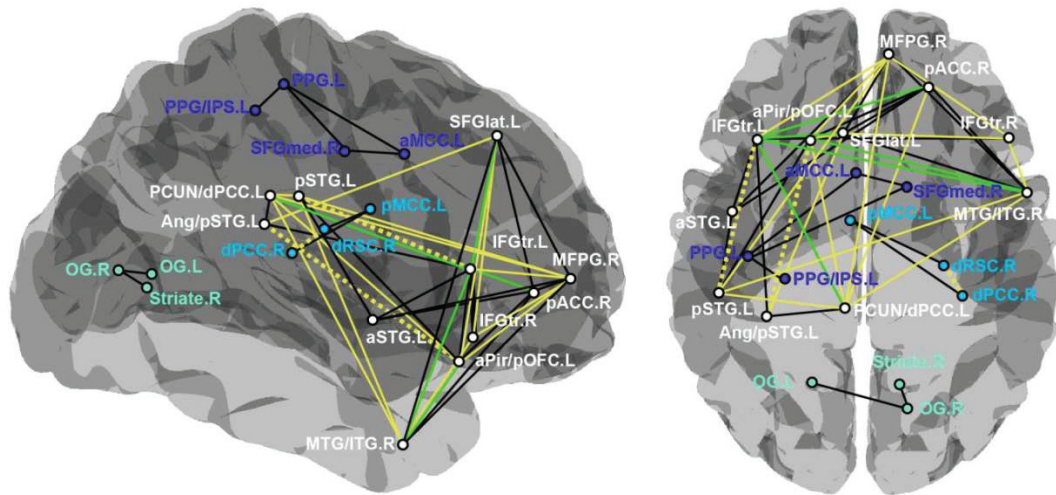 PPG.L
PPG/IPS.L
SFGmed.R
aMCC.L
SFGlat.L
PCUN/dPCC.L
pSTG.L
pMCC.L
Ang/pSTG.L
dRSC.R
dPCC.R
IFGtr.L
MFPG.R
OG.R
OG.L
Striate.R
pACC.R
aSTG.L
IFGtr.R
aPir/pOFC.L
MTG/ITG.R
MFPG.R
pACC.R
aPir/pOFC.L
IFGtr.L
IFGtr.R
SFGlat.L
aMCC.L
SFGmed.R
aSTG.L
pMCC.L
MTG/ITG.R
PPG.L
dRSC.R
PPG/IPS.L
dPCC.R
pSTG.L
PCUN/dPCC.L
Ang/pSTG.L
Striate.R
OG.L
OG.R